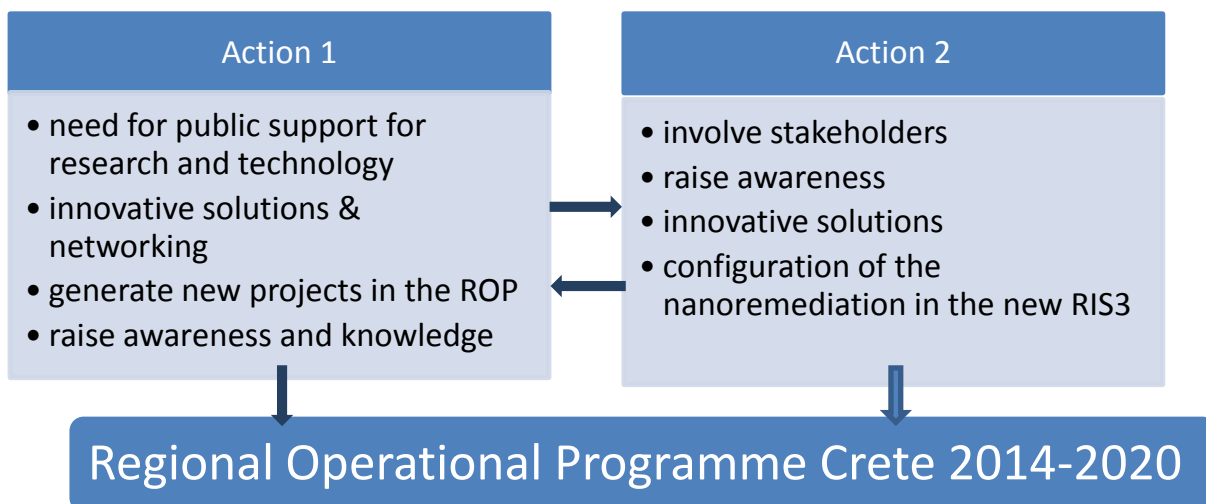 Action 1
• need for public support for
research and technology
• innovative solutions &
networking
• generate new projects in the ROP
• raise awareness and knowledge
Action 2
• involve stakeholders
• raise awareness
• innovative solutions
• configuration of the
nanoremediation in the new RIS3
Regional Operational Programme Crete 2014-2020